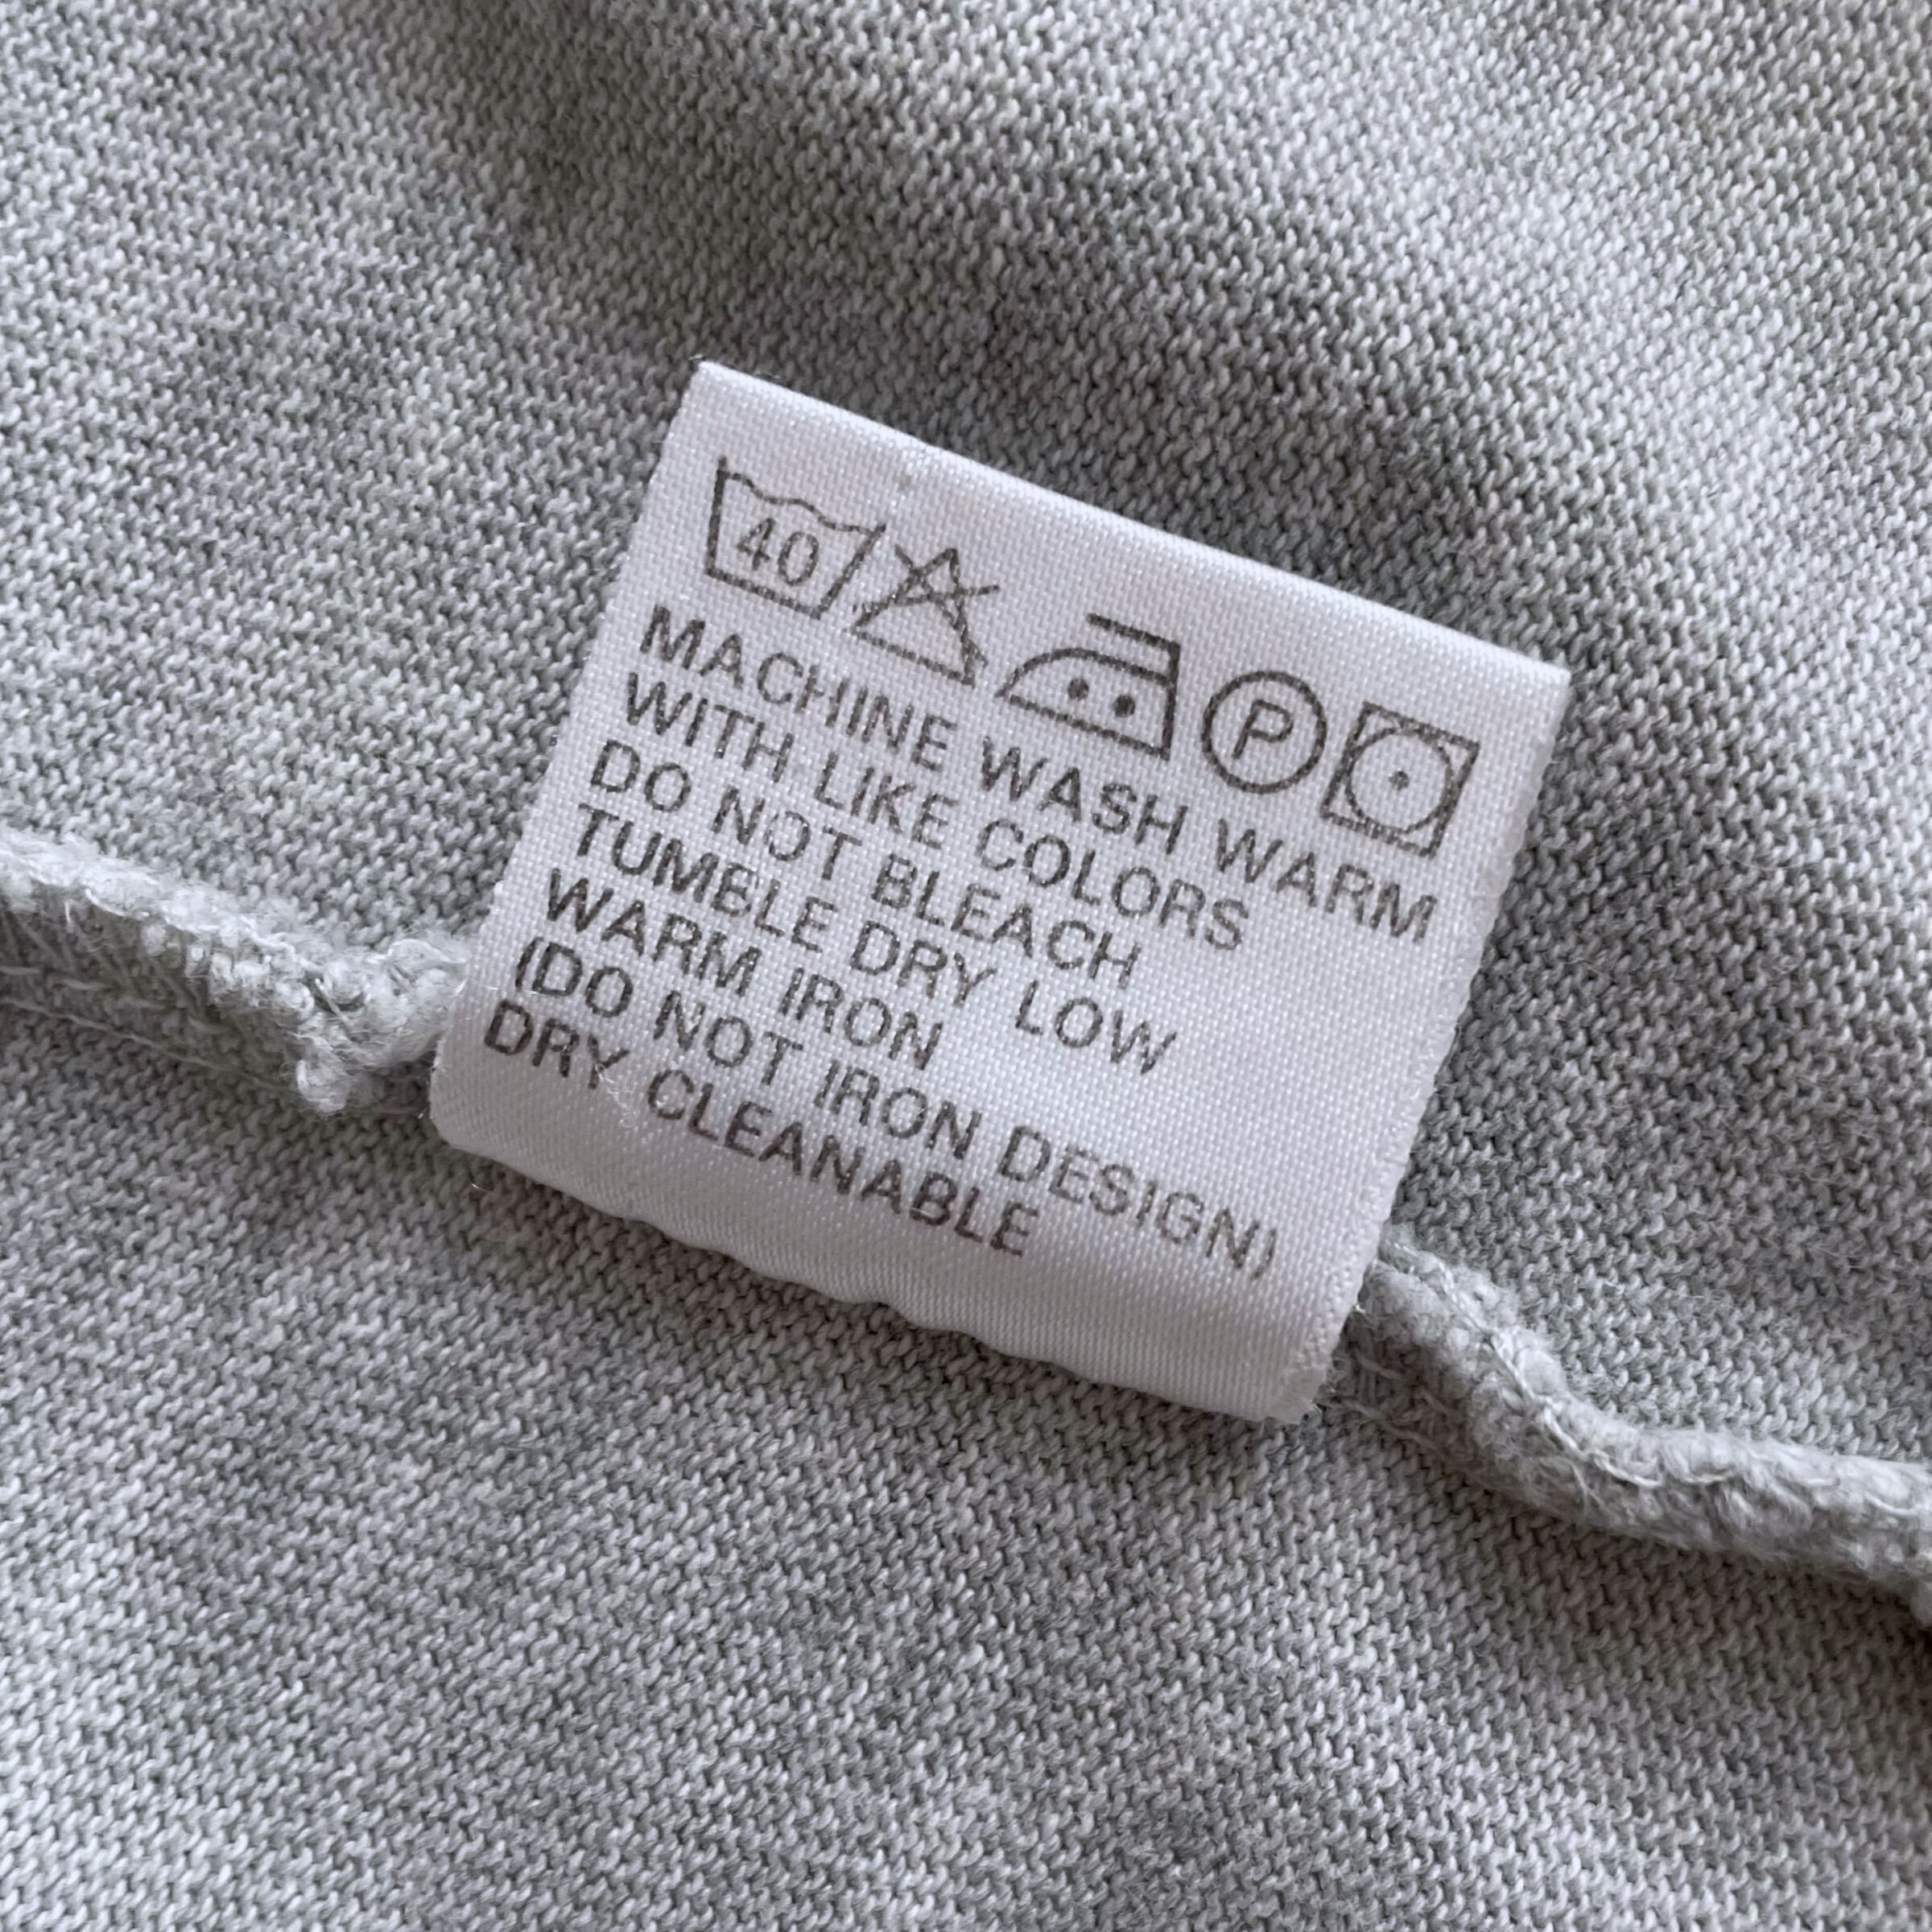 40 P
MACHINE WASH WARM
WITH LIKE COLORS
DO NOT BLEACH
TUMBLE DRY LOW
WARM IRON
(DO NOT IRON DESIGN)
DRY CLEANABLE